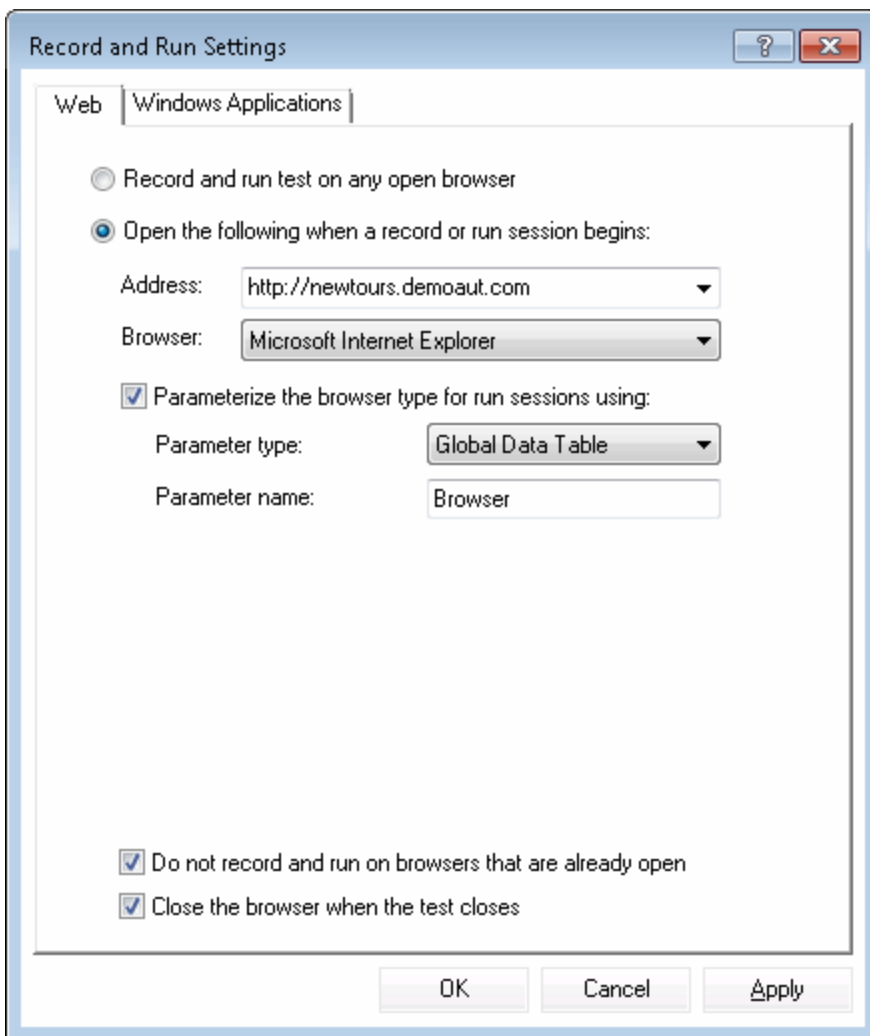 Record and Run Settings
Web
Windows Applications
Record and run test on any open browser
Open the following when a record or run session begins:
Address: http://newtours.demoaut.com
Browser: Microsoft Internet Explorer
Parameterize the browser type for run sessions using:
Parameter type: Global Data Table
Parameter name: Browser
Do not record and run on browsers that are already open
Close the browser when the test closes
OK Cancel Apply